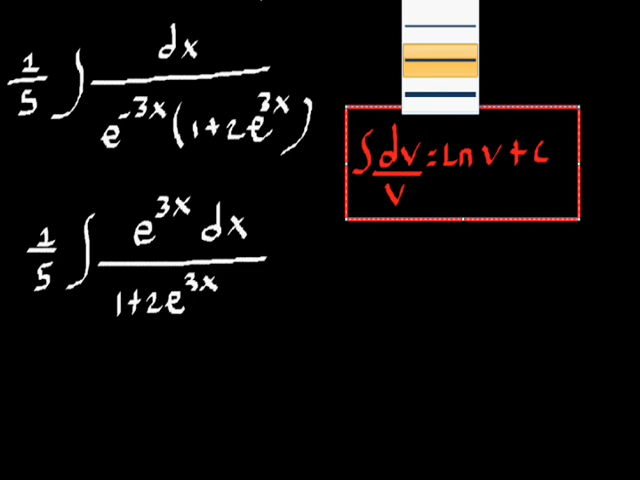 1/5 ∫ dx / e^-3x (1+2e^3x)
∫ dv/v = Ln v + c
1/5 ∫ e^3x dx / 1+2e^3x